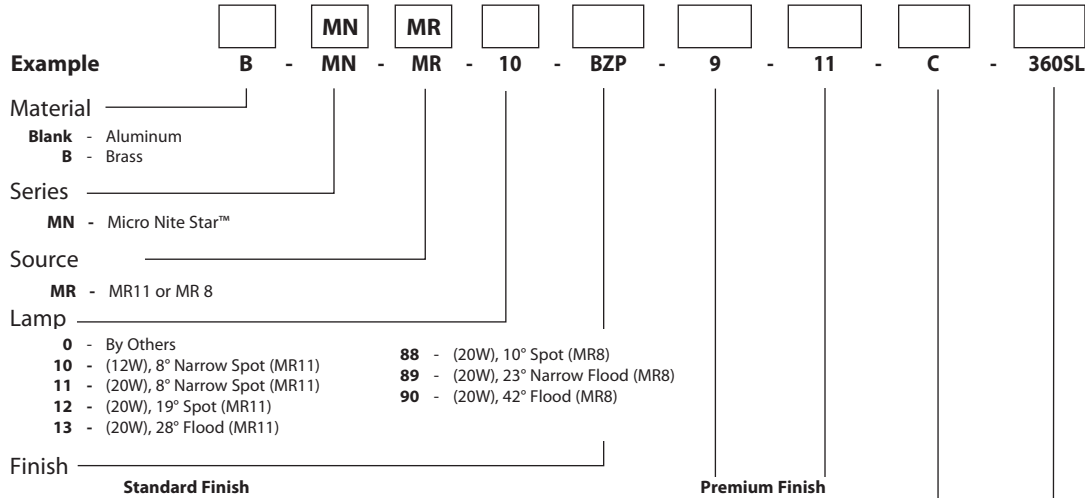 MN MR
Example B - MN - MR - 10 - BZP - 9 - 11 - C - 360SL
Material
Blank - Aluminum
B - Brass
Series
MN - Micro Nite Star™
Source
MR - MR11 or MR 8
Lamp
0 - By Others
10 - (12W), 8° Narrow Spot (MR11)
11 - (20W), 8° Narrow Spot (MR11)
12 - (20W), 19° Spot (MR11)
13 - (20W), 28° Flood (MR11)
88 - (20W), 10° Spot (MR8)
89 - (20W), 23° Narrow Flood (MR8)
90 - (20W), 42° Flood (MR8)
Finish
Standard Finish Premium Finish